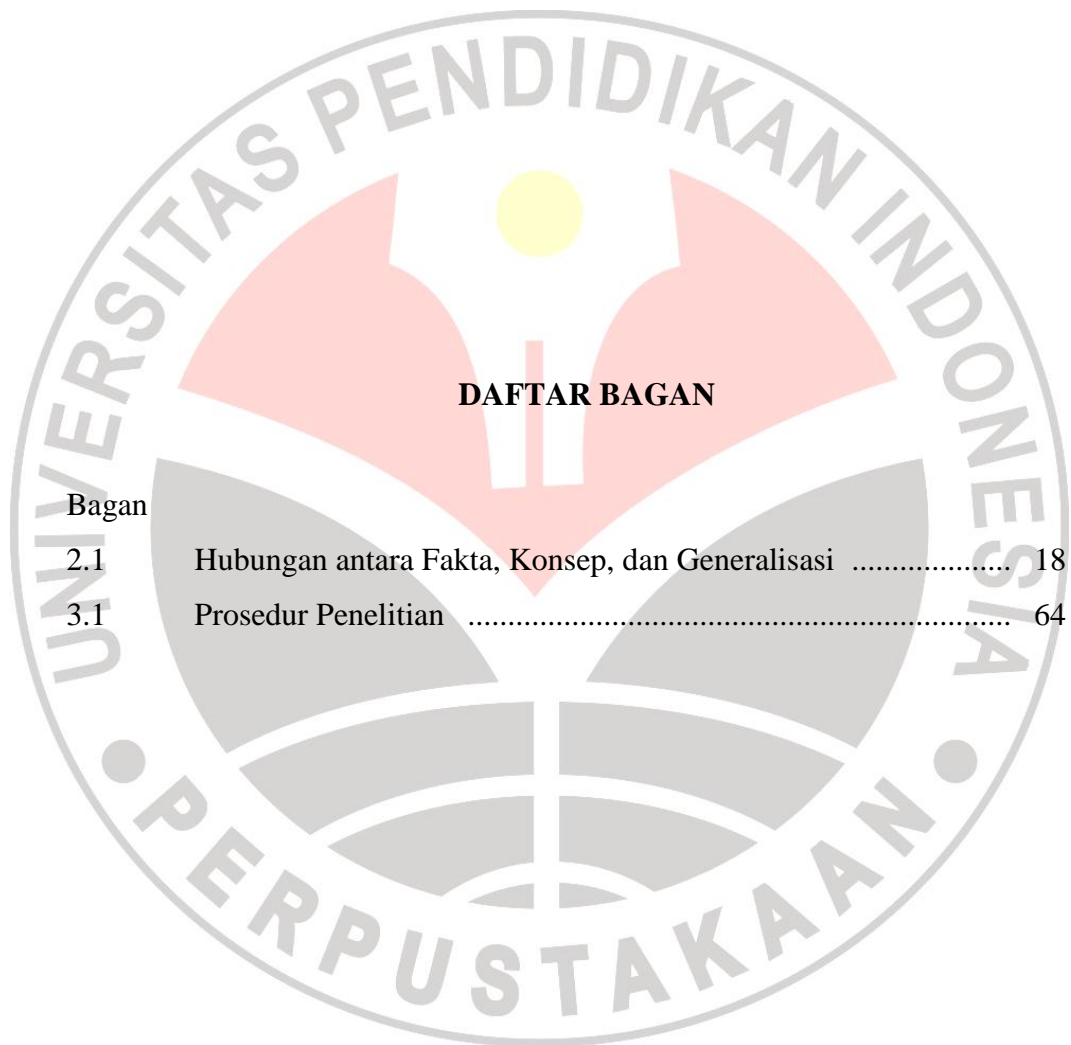 UNIVERSITAS PENDIDIKAN INDONESIA
DAFTAR BAGAN
Bagan
2.1 Hubungan antara Fakta, Konsep, dan Generalisasi .................... 18
3.1 Prosedur Penelitian .................................................................... 64
PERPUSTAKAAN